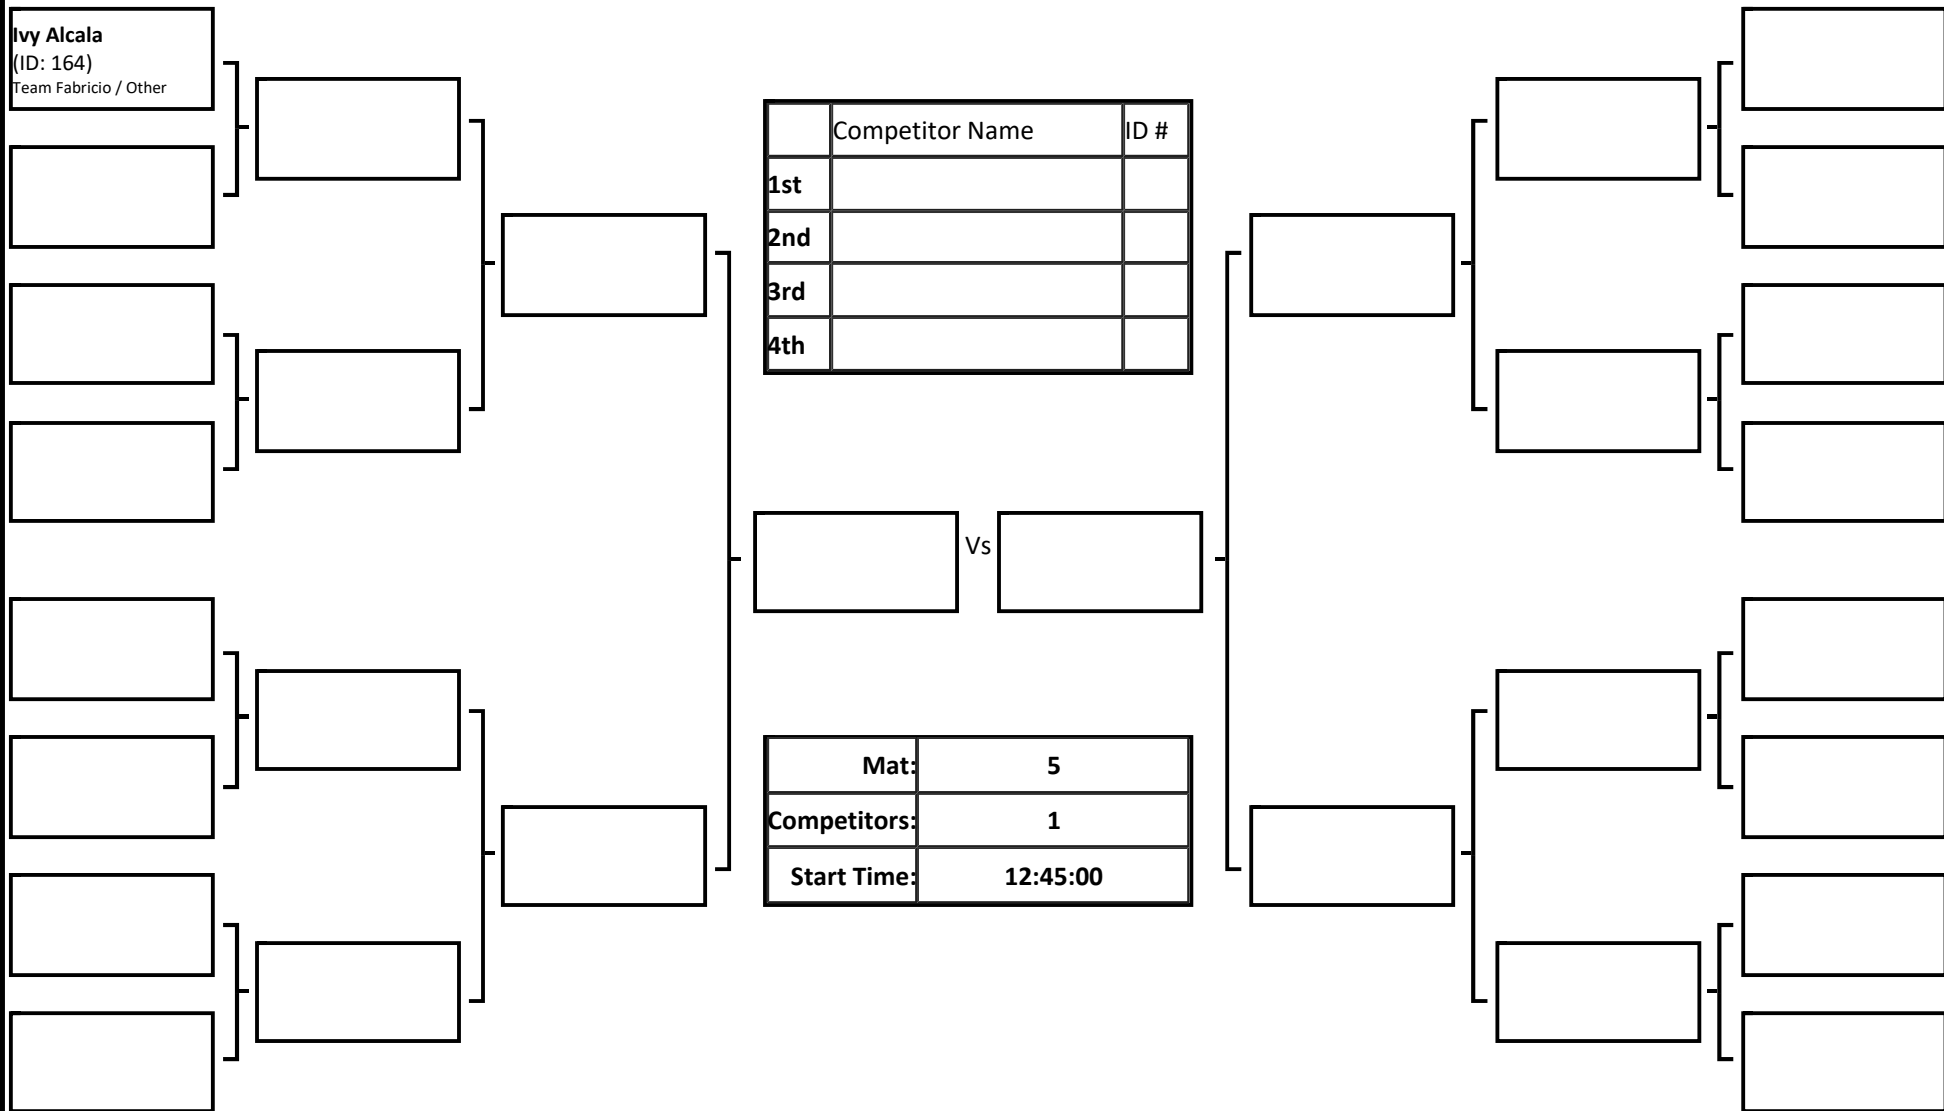 Ivy Alcala
(ID: 164)
Team Fabricio / Other
Competitor Name ID #
1st
2nd
3rd
4th
Vs
Mat: 5
Competitors: 1
Start Time: 12:45:00